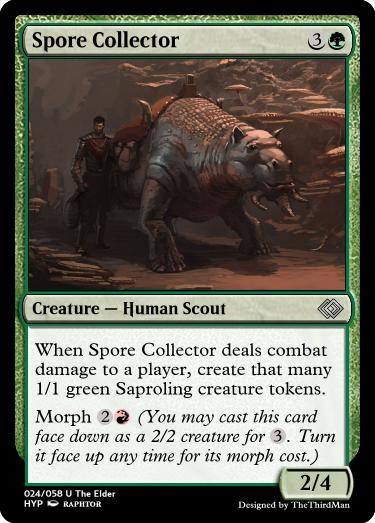 Spore Collector 3
Creature — Human Scout
When Spore Collector deals combat
damage to a player, create that many
1/1 green Saproling creature tokens.
Morph 2 (You may cast this card
face down as a 2/2 creature for 3. Turn
it face up any time for its morph cost.)
2/4
024/058 U The Elder
HYP RAPHTOR
Designed by TheThirdMan